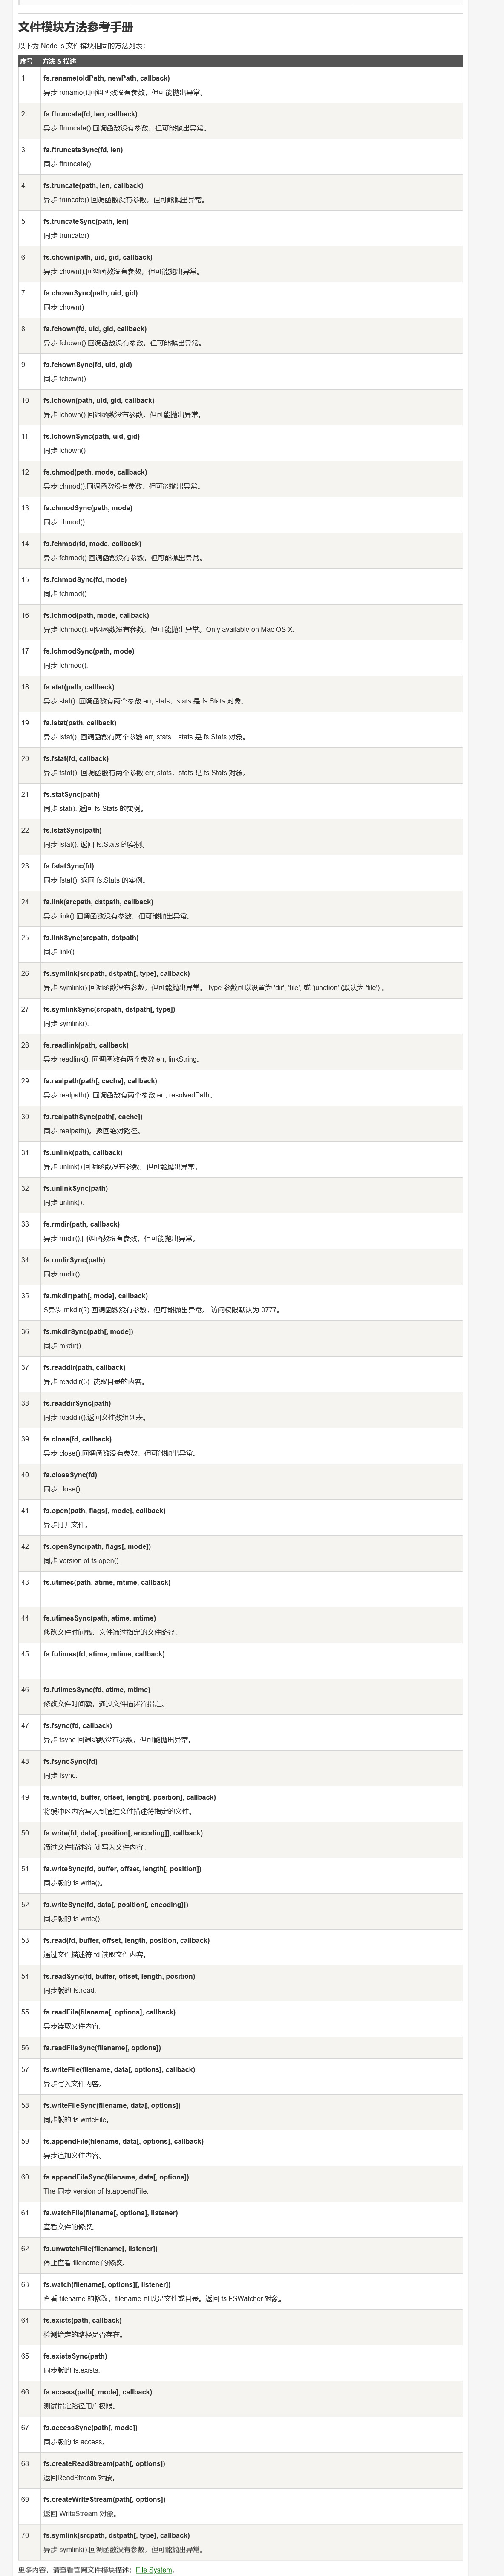 文件模块方法参考手册
以下为 Node.js 文件模块相同的方法列表：
序号 方法 & 描述
1 fs.rename(oldPath, newPath, callback)
异步 rename().回调函数没有参数，但可能抛出异常。
2 fs.ftruncate(fd, len, callback)
异步 ftruncate().回调函数没有参数，但可能抛出异常。
3 fs.ftruncateSync(fd, len)
同步 ftruncate()
4 fs.truncate(path, len, callback)
异步 truncate().回调函数没有参数，但可能抛出异常。
5 fs.truncateSync(path, len)
同步 truncate()
6 fs.chown(path, uid, gid, callback)
异步 chown().回调函数没有参数，但可能抛出异常。
7 fs.chownSync(path, uid, gid)
同步 chown()
8 fs.fchown(fd, uid, gid, callback)
异步 fchown().回调函数没有参数，但可能抛出异常。
9 fs.fchownSync(fd, uid, gid)
同步 fchown()
10 fs.lchown(path, uid, gid, callback)
异步 lchown().回调函数没有参数，但可能抛出异常。
11 fs.lchownSync(path, uid, gid)
同步 lchown()
12 fs.chmod(path, mode, callback)
异步 chmod().回调函数没有参数，但可能抛出异常。
13 fs.chmodSync(path, mode)
同步 chmod().
14 fs.fchmod(fd, mode, callback)
异步 fchmod().回调函数没有参数，但可能抛出异常。
15 fs.fchmodSync(fd, mode)
同步 fchmod().
16 fs.lchmod(path, mode, callback)
异步 lchmod().回调函数没有参数，但可能抛出异常。Only available on Mac OS X.
17 fs.lchmodSync(path, mode)
同步 lchmod().
18 fs.stat(path, callback)
异步 stat(). 回调函数有两个参数 err, stats，stats 是 fs.Stats 对象。
19 fs.lstat(path, callback)
异步 lstat(). 回调函数有两个参数 err, stats，stats 是 fs.Stats 对象。
20 fs.fstat(fd, callback)
异步 fstat(). 回调函数有两个参数 err, stats，stats 是 fs.Stats 对象。
21 fs.statSync(path)
同步 stat(). 返回 fs.Stats 的实例。
22 fs.lstatSync(path)
同步 lstat(). 返回 fs.Stats 的实例。
23 fs.fstatSync(fd)
同步 fstat(). 返回 fs.Stats 的实例。
24 fs.link(srcpath, dstpath, callback)
异步 link().回调函数没有参数，但可能抛出异常。
25 fs.linkSync(srcpath, dstpath)
同步 link().
26 fs.symlink(srcpath, dstpath[, type], callback)
异步 symlink().回调函数没有参数，但可能抛出异常。 type 参数可以设置为 'dir', 'file', 或 'junction' (默认为 'file') 。
27 fs.symlinkSync(srcpath, dstpath[, type])
同步 symlink().
28 fs.readlink(path, callback)
异步 readlink(). 回调函数有两个参数 err, linkString。
29 fs.realpath(path[, cache], callback)
异步 realpath(). 回调函数有两个参数 err, resolvedPath。
30 fs.realpathSync(path[, cache])
同步 realpath()。返回绝对路径。
31 fs.unlink(path, callback)
异步 unlink().回调函数没有参数，但可能抛出异常。
32 fs.unlinkSync(path)
同步 unlink().
33 fs.rmdir(path, callback)
异步 rmdir().回调函数没有参数，但可能抛出异常。
34 fs.rmdirSync(path)
同步 rmdir().
35 fs.mkdir(path[, mode], callback)
S异步 mkdir(2).回调函数没有参数，但可能抛出异常。 访问权限默认为 0777。
36 fs.mkdirSync(path[, mode])
同步 mkdir().
37 fs.readdir(path, callback)
异步 readdir(3). 读取目录的内容。
38 fs.readdirSync(path)
同步 readdir().返回文件数组列表。
39 fs.close(fd, callback)
异步 close().回调函数没有参数，但可能抛出异常。
40 fs.closeSync(fd)
同步 close().
41 fs.open(path, flags[, mode], callback)
异步打开文件。
42 fs.openSync(path, flags[, mode])
同步 version of fs.open().
43 fs.utimes(path, atime, mtime, callback)
44 fs.utimesSync(path, atime, mtime)
修改文件时间戳，文件通过指定的文件路径。
45 fs.futimes(fd, atime, mtime, callback)
46 fs.futimesSync(fd, atime, mtime)
修改文件时间戳，通过文件描述符指定。
47 fs.fsync(fd, callback)
异步 fsync.回调函数没有参数，但可能抛出异常。
48 fs.fsyncSync(fd)
同步 fsync.
49 fs.write(fd, buffer, offset, length[, position], callback)
将缓冲区内容写入到通过文件描述符指定的文件。
50 fs.write(fd, data[, position[, encoding]], callback)
通过文件描述符 fd 写入文件内容。
51 fs.writeSync(fd, buffer, offset, length[, position])
同步版的 fs.write()。
52 fs.writeSync(fd, data[, position[, encoding]])
同步版的 fs.write().
53 fs.read(fd, buffer, offset, length, position, callback)
通过文件描述符 fd 读取文件内容。
54 fs.readSync(fd, buffer, offset, length, position)
同步版的 fs.read.
55 fs.readFile(filename[, options], callback)
异步读取文件内容。
56 fs.readFileSync(filename[, options])
57 fs.writeFile(filename, data[, options], callback)
异步写入文件内容。
58 fs.writeFileSync(filename, data[, options])
同步版的 fs.writeFile。
59 fs.appendFile(filename, data[, options], callback)
异步追加文件内容。
60 fs.appendFileSync(filename, data[, options])
The 同步 version of fs.appendFile.
61 fs.watchFile(filename[, options], listener)
查看文件的修改。
62 fs.unwatchFile(filename[, listener])
停止查看 filename 的修改。
63 fs.watch(filename[, options][, listener])
查看 filename 的修改，filename 可以是文件或目录。返回 fs.FSWatcher 对象。
64 fs.exists(path, callback)
检测给定的路径是否存在。
65 fs.existsSync(path)
同步版的 fs.exists.
66 fs.access(path[, mode], callback)
测试指定路径用户权限。
67 fs.accessSync(path[, mode])
同步版的 fs.access。
68 fs.createReadStream(path[, options])
返回ReadStream 对象。
69 fs.createWriteStream(path[, options])
返回 WriteStream 对象。
70 fs.symlink(srcpath, dstpath[, type], callback)
异步 symlink().回调函数没有参数，但可能抛出异常。
更多内容，请查看官网文件模块描述：File System。